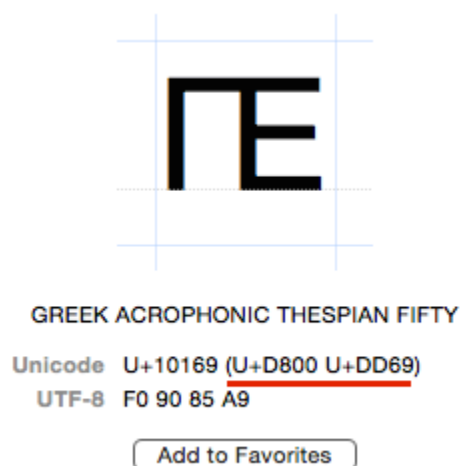 𐅩
GREEK ACROPHONIC THESPIAN FIFTY
Unicode U+10169 (U+D800 U+DD69)
UTF-8 F0 90 85 A9
Add to Favorites